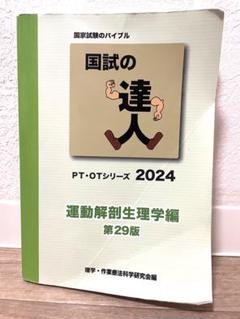 国家試験のバイブル
国試の
達人
PT・OTシリーズ 2024
運動解剖生理学編
第29版
理学・作業療法科学研究会編